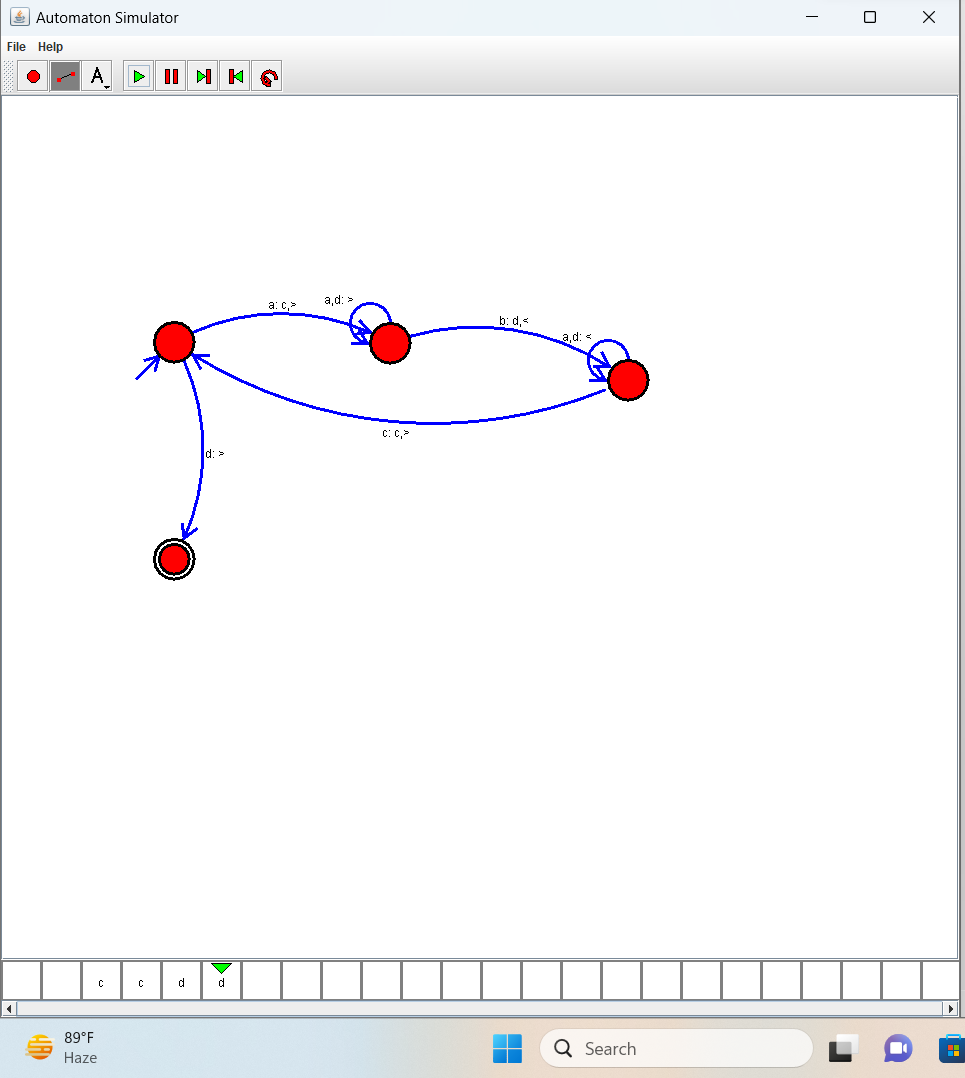 Automaton Simulator
File Help
A
a: c,>
a,d: >
b: d,<
a,d: <
c: c,>
d: >
c c d d
89°F
Haze
Search